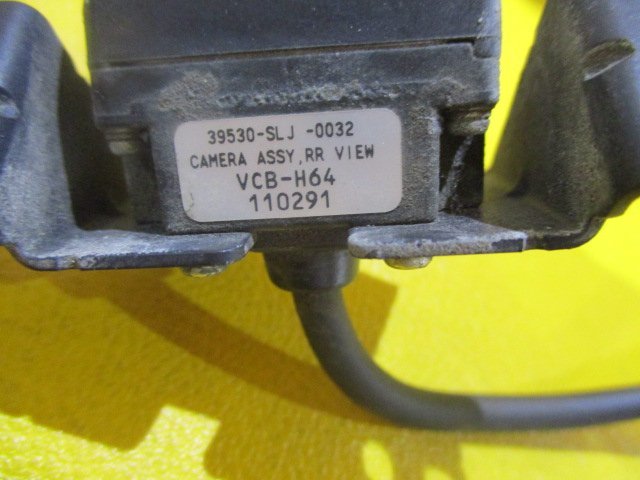 39530-SLJ -0032
CAMERA ASSY,RR VIEW
VCB-H64
110291